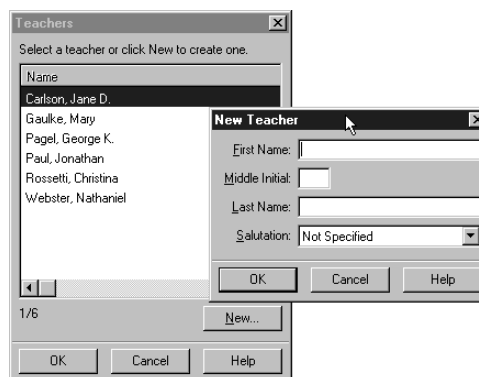 Teachers
Select a teacher or click New to create one.
Name
Carlson, Jane D.
Gaulke, Mary
Pagel, George K.
Paul, Jonathan
Rossetti, Christina
Webster, Nathaniel
1/6
New...
OK Cancel Help
New Teacher
First Name:
Middle Initial:
Last Name:
Salutation: Not Specified
OK Cancel Help